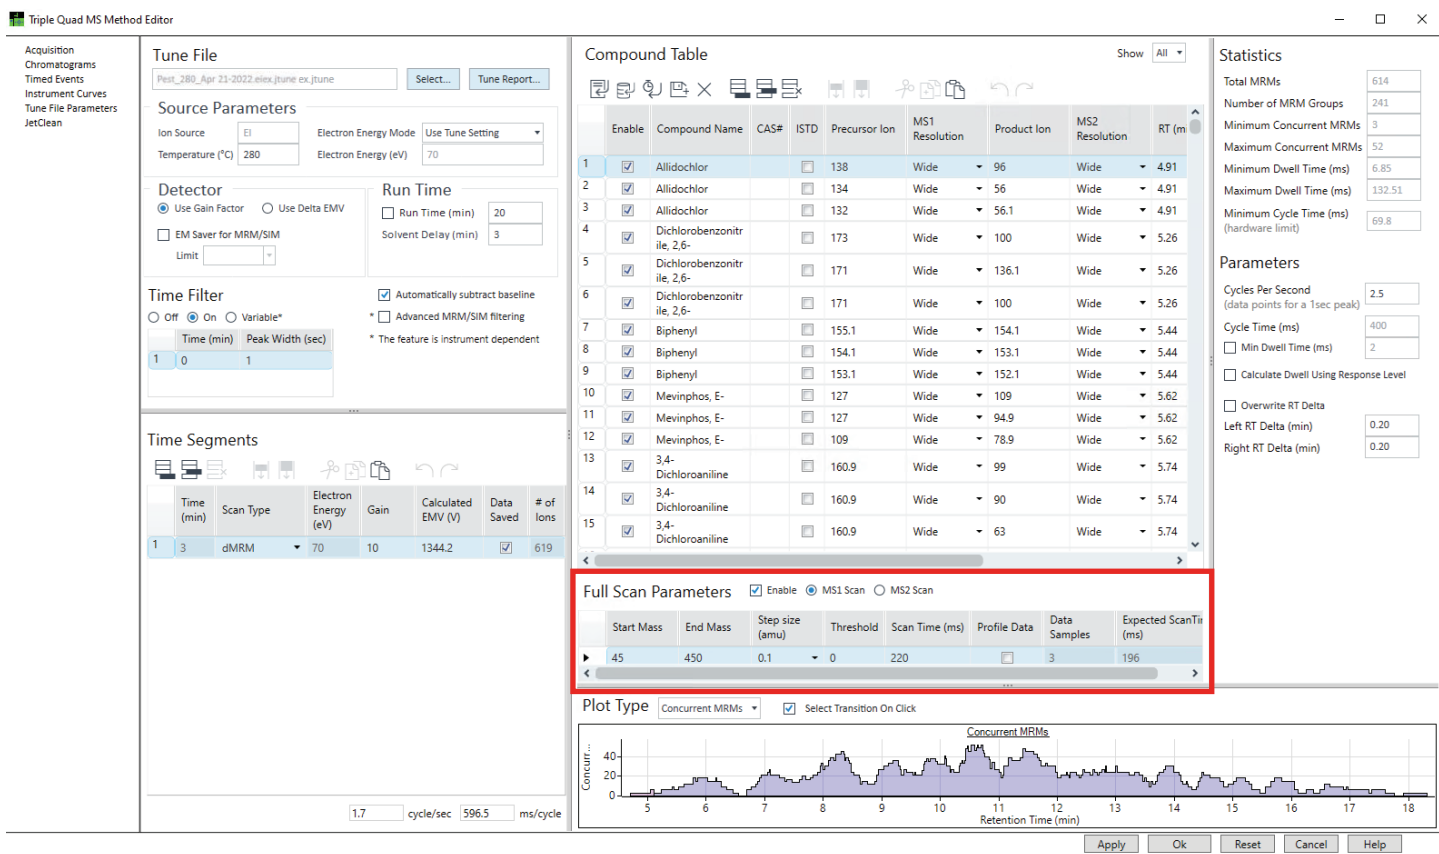 Triple Quad MS Method Editor
Acquisition
Chromatograms
Timed Events
Instrument Curves
Tune File Parameters
JetClean
Tune File
Pest_280_Apr 21-2022.eiex.jtune ex.jtune
Select...
Tune Report...
Source Parameters
Ion Source EI Electron Energy Mode Use Tune Setting
Temperature (°C) 280 Electron Energy (eV) 70
Detector
Use Gain Factor Use Delta EMV
EM Saver for MRM/SIM
Limit
Run Time
Run Time (min) 20
Solvent Delay (min) 3
Time Filter
Off On Variable*
Automatically subtract baseline
* Advanced MRM/SIM filtering
* The feature is instrument dependent
Time (min) Peak Width (sec)
1 0 1
Time Segments
Time (min) Scan Type Electron Energy (eV) Gain Calculated EMV (V) Data Saved # of Ions
1 3 dMRM 70 10 1344.2 619
1.7 cycle/sec 596.5 ms/cycle
Compound Table
Show All
Enable Compound Name CAS# ISTD Precursor Ion MS1 Resolution Product Ion MS2 Resolution RT (m
1 Allidochlor 138 Wide 96 Wide 4.91
2 Allidochlor 134 Wide 56 Wide 4.91
3 Allidochlor 132 Wide 56.1 Wide 4.91
4 Dichlorobenzonitr ile, 2,6- 173 Wide 100 Wide 5.26
5 Dichlorobenzonitr ile, 2,6- 171 Wide 136.1 Wide 5.26
6 Dichlorobenzonitr ile, 2,6- 171 Wide 100 Wide 5.26
7 Biphenyl 155.1 Wide 154.1 Wide 5.44
8 Biphenyl 154.1 Wide 153.1 Wide 5.44
9 Biphenyl 153.1 Wide 152.1 Wide 5.44
10 Mevinphos, E- 127 Wide 109 Wide 5.62
11 Mevinphos, E- 127 Wide 94.9 Wide 5.62
12 Mevinphos, E- 109 Wide 78.9 Wide 5.62
13 3,4- Dichloroaniline 160.9 Wide 99 Wide 5.74
14 3,4- Dichloroaniline 160.9 Wide 90 Wide 5.74
15 3,4- Dichloroaniline 160.9 Wide 63 Wide 5.74
Full Scan Parameters Enable MS1 Scan MS2 Scan
Start Mass End Mass Step size (amu) Threshold Scan Time (ms) Profile Data Data Samples Expected ScanTir (ms)
45 450 0.1 0 220 3 196
Plot Type Concurrent MRMs Select Transition On Click
Concurrent MRMs
Concurr...
40
20
0
5 6 7 8 9 10 11 12 13 14 15 16 17 18
Retention Time (min)
Statistics
Total MRMs 614
Number of MRM Groups 241
Minimum Concurrent MRMs 3
Maximum Concurrent MRMs 52
Minimum Dwell Time (ms) 6.85
Maximum Dwell Time (ms) 132.51
Minimum Cycle Time (ms) 69.8
(hardware limit)
Parameters
Cycles Per Second 2.5
(data points for a 1sec peak)
Cycle Time (ms) 400
Min Dwell Time (ms) 2
Calculate Dwell Using Response Level
Overwrite RT Delta
Left RT Delta (min) 0.20
Right RT Delta (min) 0.20
Apply Ok Reset Cancel Help